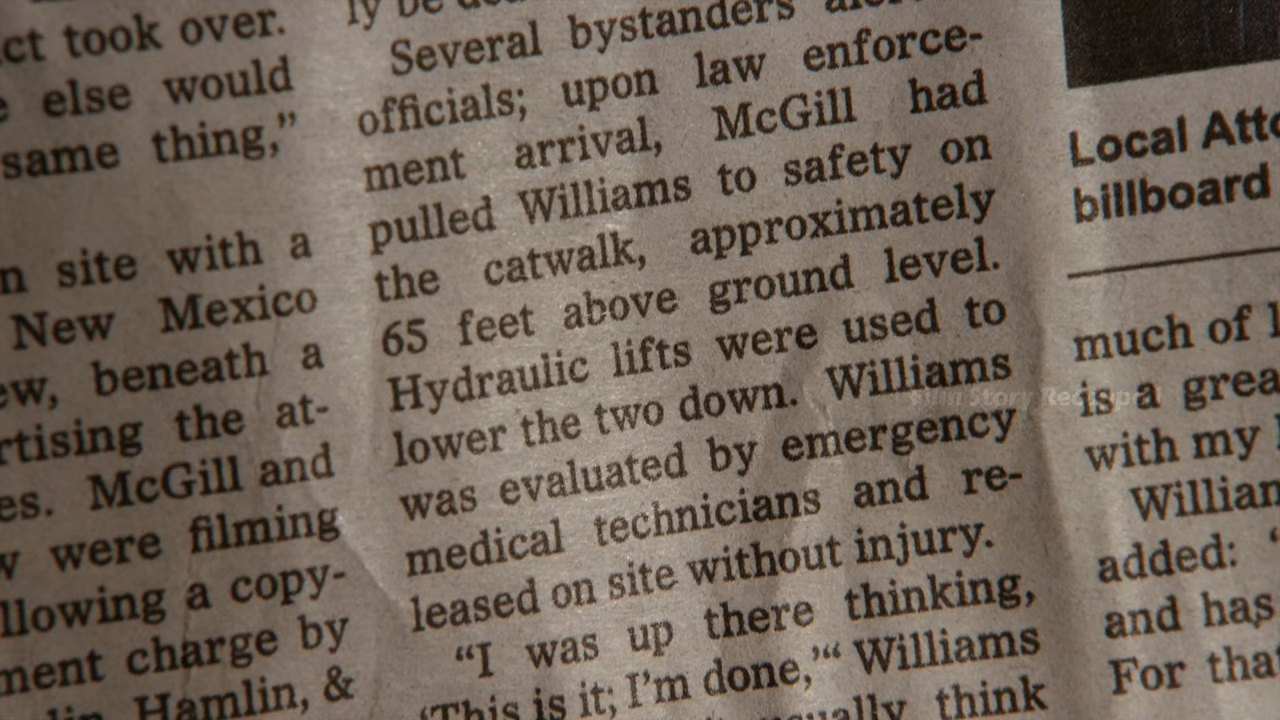 ct took over.
else would
same thing,”
n site with a
New Mexico
ew, beneath a
rtising the at-
es. McGill and
w were filming
llowing a copy-
ment charge by
Hamlin, &
ly be
Several bystanders
officials; upon law enforce-
ment arrival, McGill had
pulled Williams to safety on
the catwalk, approximately
65 feet above ground level.
Hydraulic lifts were used to
lower the two down. Williams
was evaluated by emergency
medical technicians and re-
leased on site without injury.
“I was up there thinking,
‘This is it; I’m done,’“ Williams
think
Local Atto
billboard
much of
is a grea
with my
William
added:
and has
For tha
Film Story Recapped